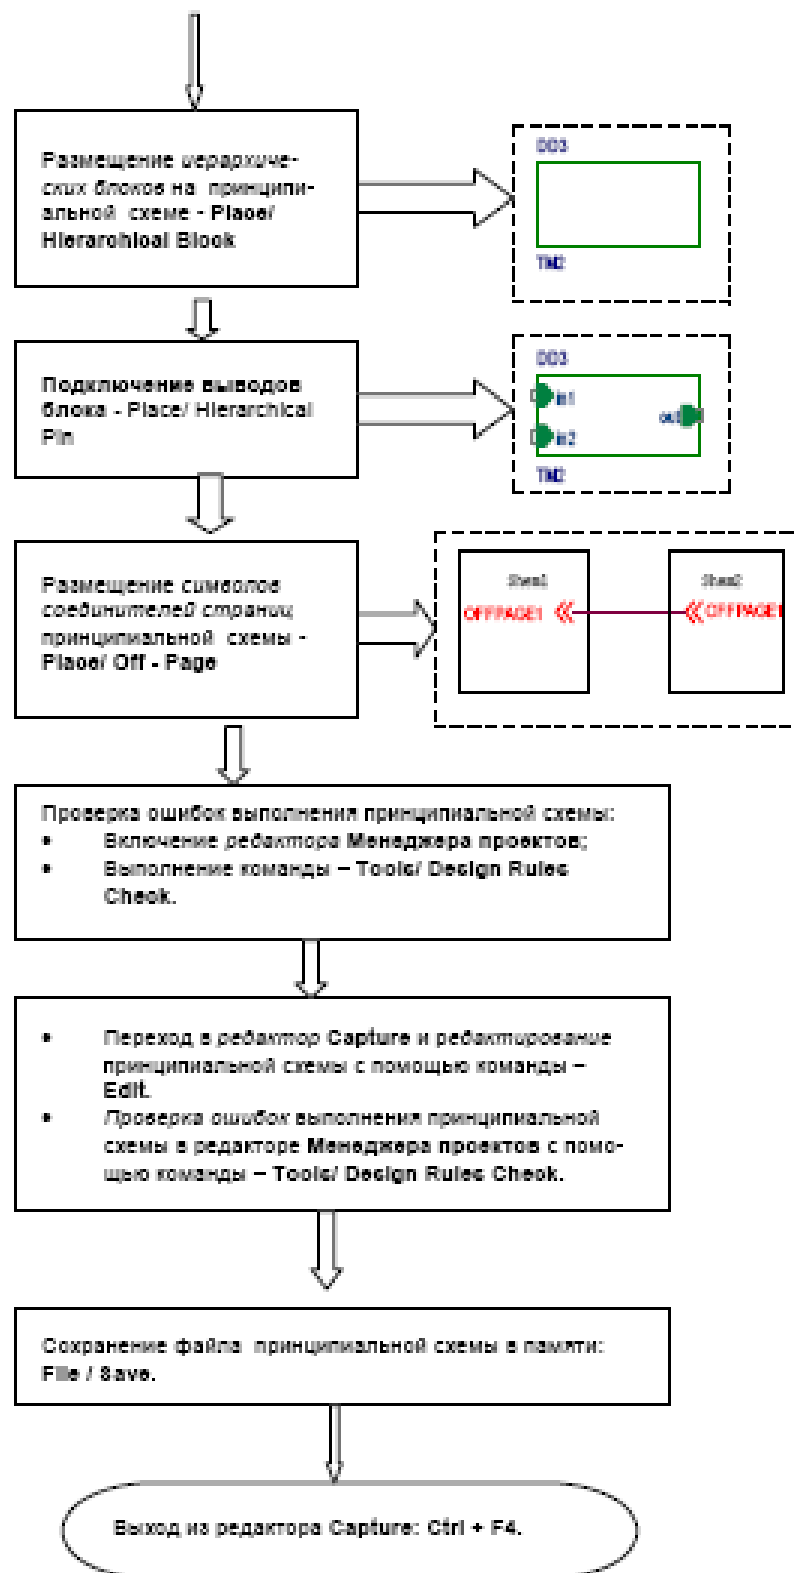 Размещение иерархиче-
ских блоков на принципи-
альной схеме - Place/
Hierarchical Block
DD3
TM2
Подключение выводов
блока - Place/ Hierarchical
Pin
DD3
in1
out
in2
TM2
Размещение символов
соединителей страниц
принципиальной схемы -
Place/ Off - Page
Shem1
Shem2
OFFPAGE1
OFFPAGE1
Проверка ошибок выполнения принципиальной схемы:
• Включение редактора Менеджера проектов;
• Выполнение команды – Tools/ Design Rules
Check.
• Переход в редактор Capture и редактирование
принципиальной схемы с помощью команды –
Edit.
• Проверка ошибок выполнения принципиальной
схемы в редакторе Менеджера проектов с помо-
щью команды – Tools/ Design Rules Check.
Сохранение файла принципиальной схемы в памяти:
File / Save.
Выход из редактора Capture: Ctrl + F4.